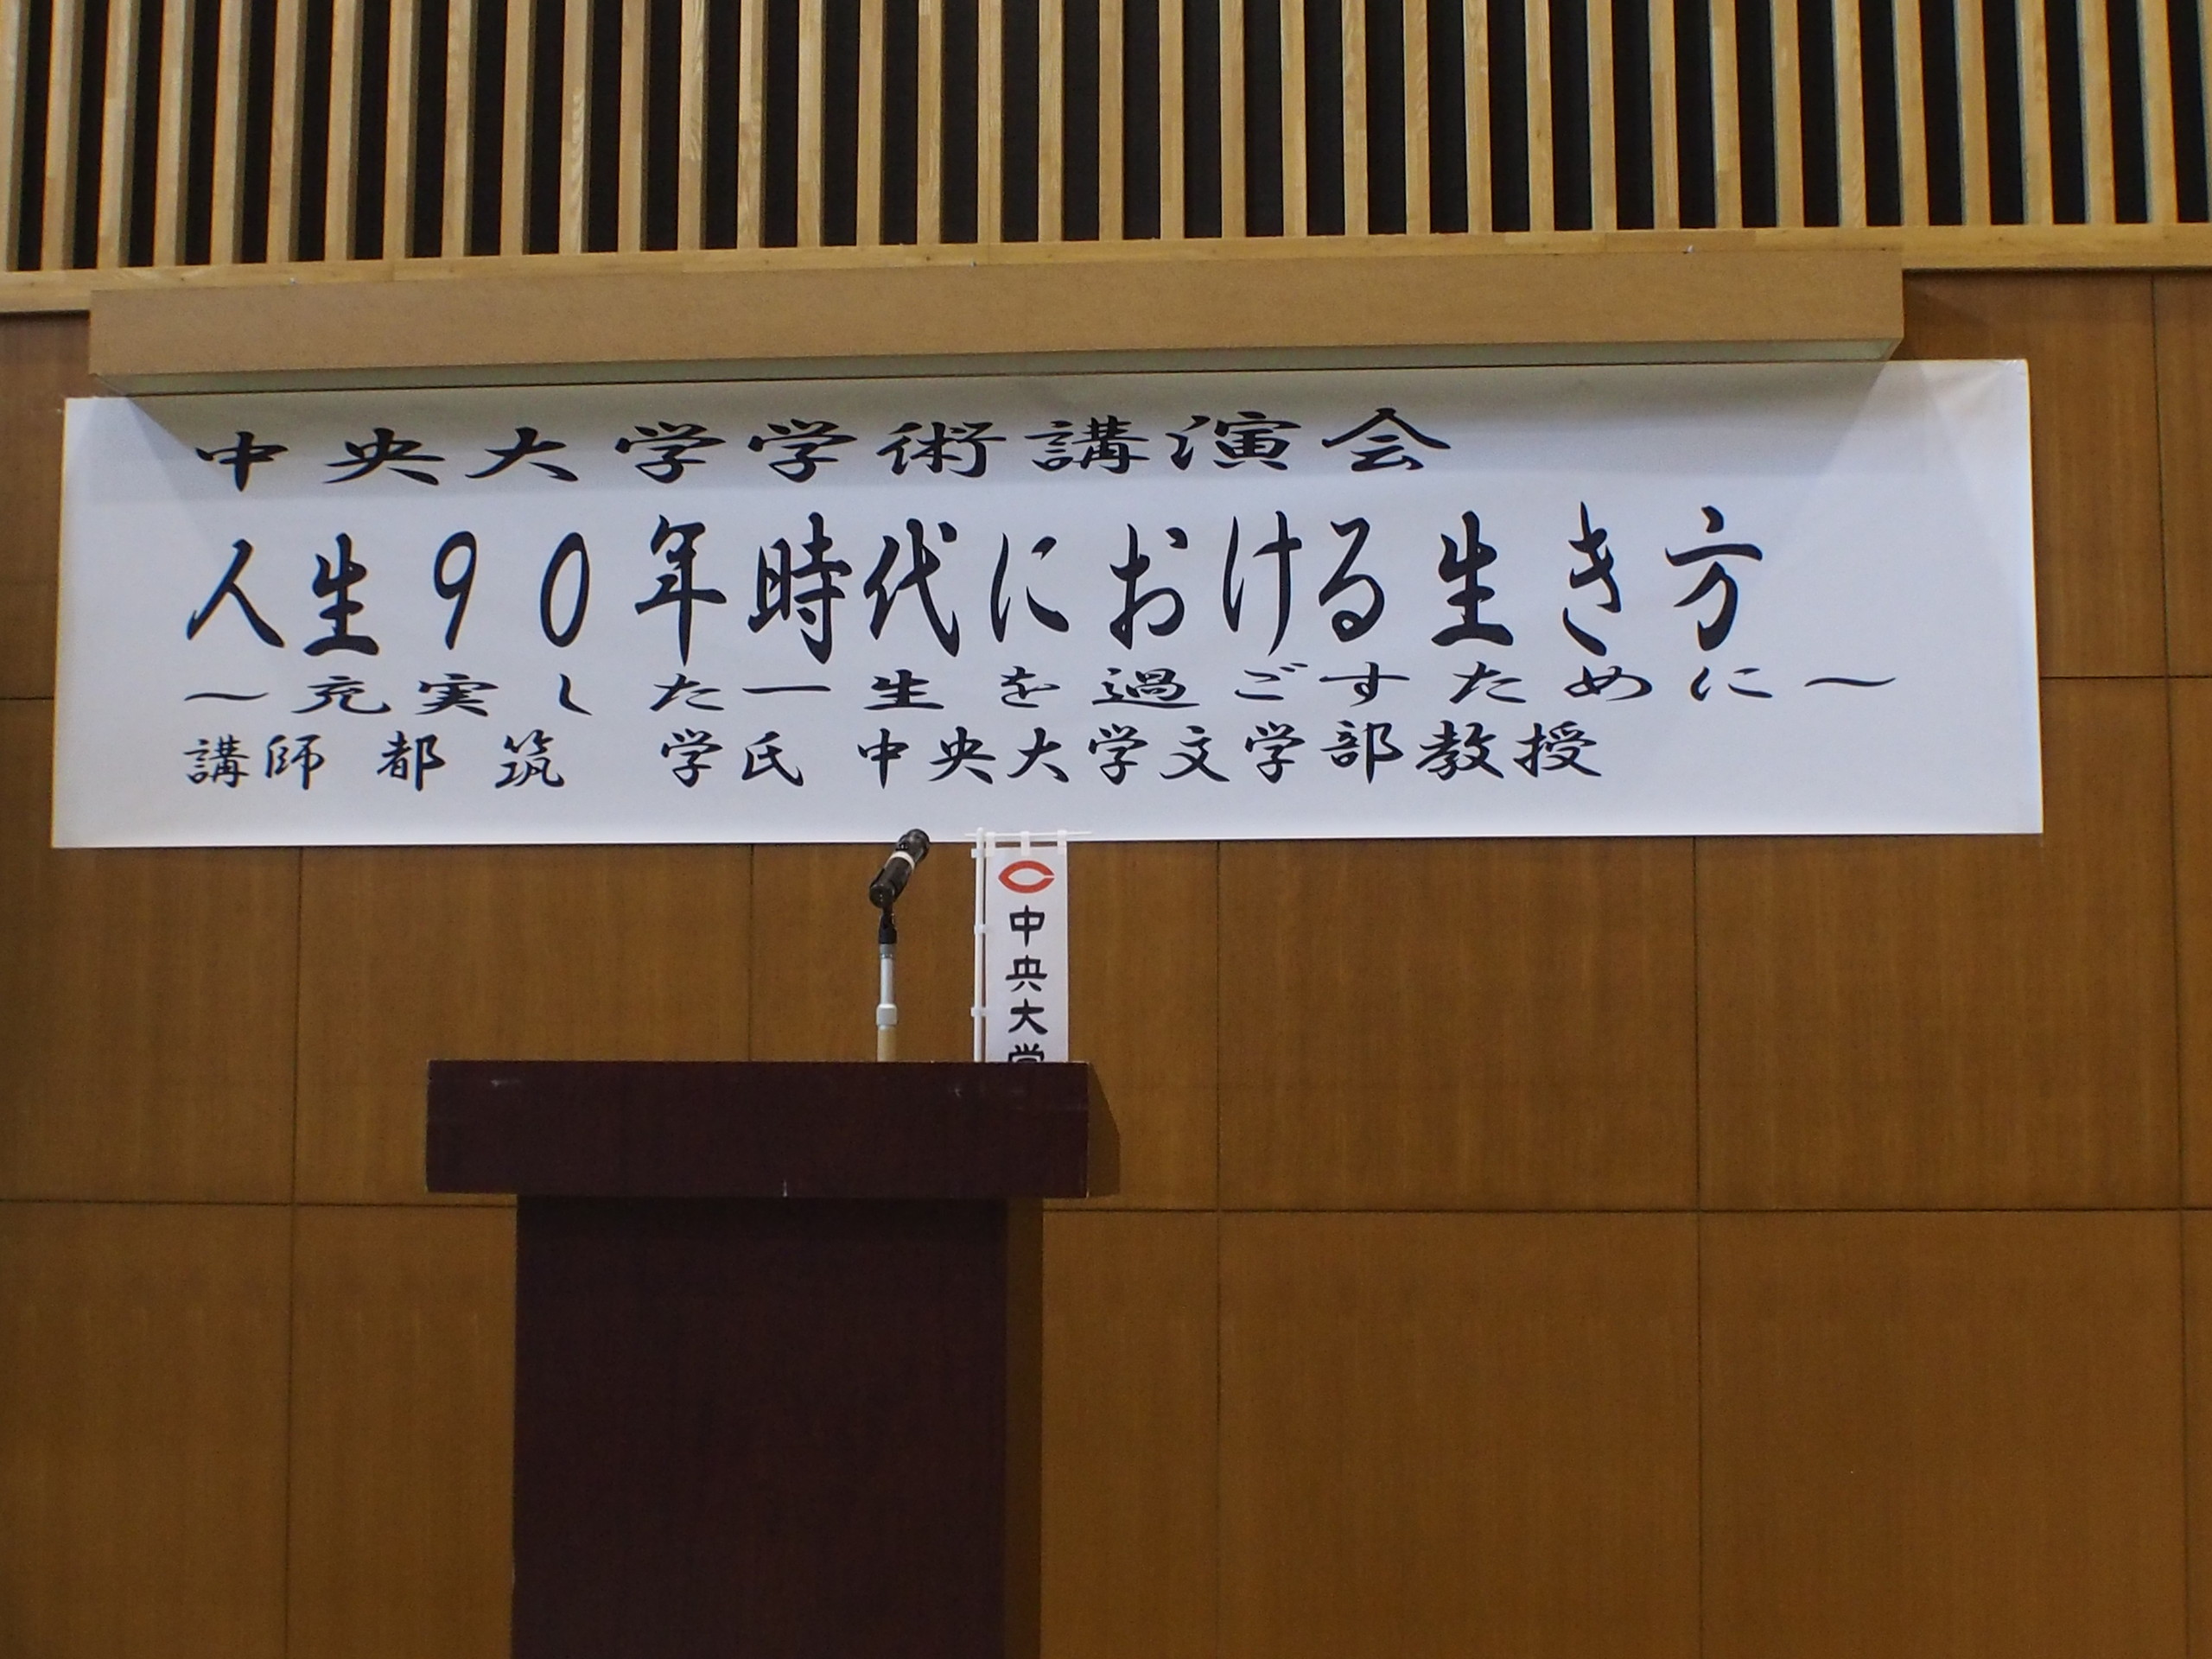 中央大学学術講演会
人生９０年時代における生き方
～充実した一生を過ごすために～
講師 都筑 学氏 中央大学文学部教授
C
中央大学